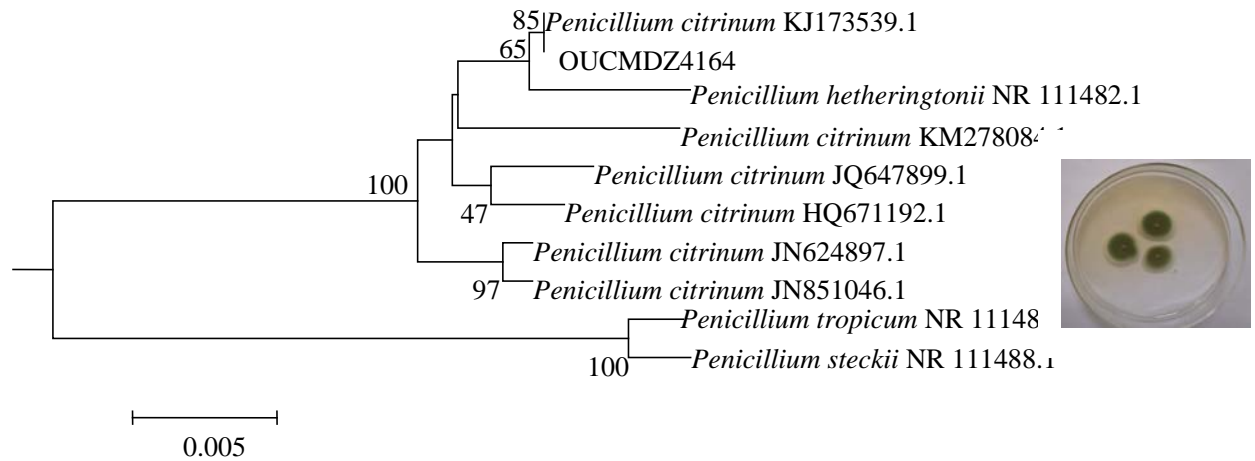 85
Penicillium citrinum KJ173539.1
65
OUCMDZ4164
Penicillium hetheringtonii NR 111482.1
Penicillium citrinum
100
Penicillium citrinum JQ647899.1
47
Penicillium citrinum HQ671192.1
Penicillium citrinum JN624897.1
97
Penicillium citrinum JN851046.1
Penicillium tropicum NR
100
Penicillium steckii NR 111488.1
0.005